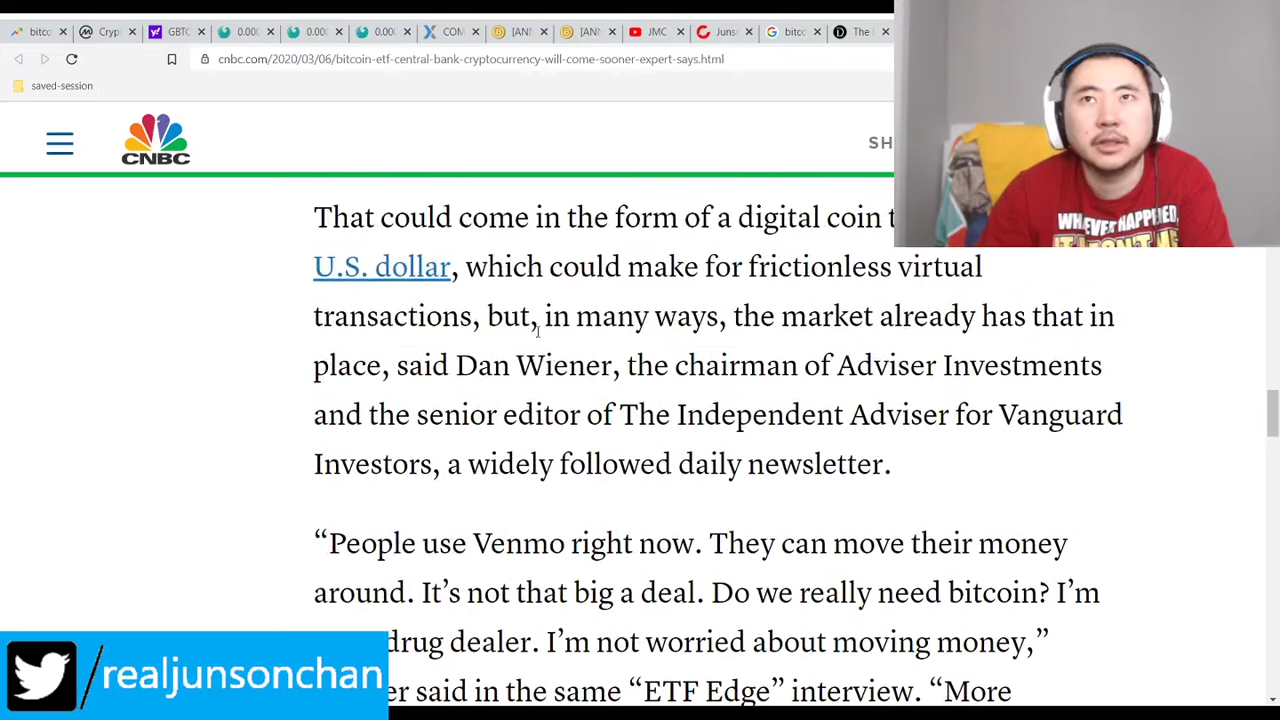 bitco
Cryp
GBTC
0.00
0.00
0.00
COM
[ANN
[ANN
JMC
Juns
bitco
The
cnbc.com/2020/03/06/bitcoin-etf-central-bank-cryptocurrency-will-come-sooner-expert-says.html
saved-session
CNBC
SH
WHATEVER HAPPENED,
That could come in the form of a digital coin
U.S. dollar, which could make for frictionless virtual
transactions, but, in many ways, the market already has that in
place, said Dan Wiener, the chairman of Adviser Investments
and the senior editor of The Independent Adviser for Vanguard
Investors, a widely followed daily newsletter.
“People use Venmo right now. They can move their money
around. It’s not that big a deal. Do we really need bitcoin? I’m
drug dealer. I’m not worried about moving money,”
er said in the same “ETF Edge” interview. “More
/realjunsonchan